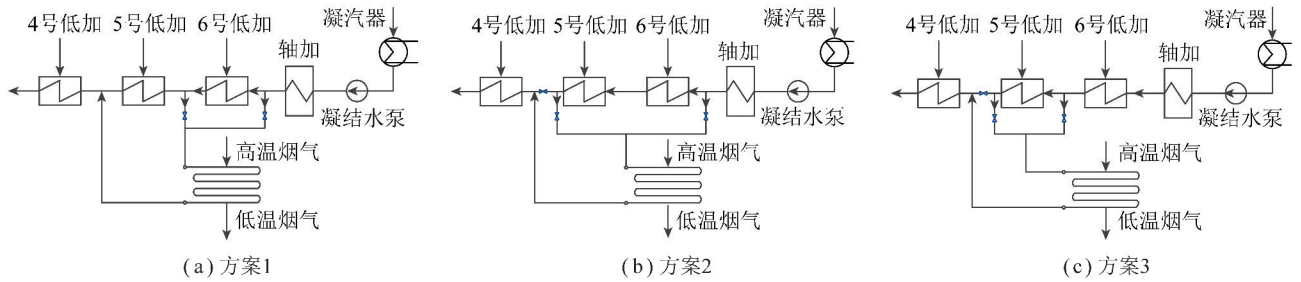 4号低加 5号低加 6号低加 轴加 凝汽器
凝结水泵
高温烟气
低温烟气
(a)方案1
4号低加 5号低加 6号低加 轴加 凝汽器
凝结水泵
高温烟气
低温烟气
(b)方案2
4号低加 5号低加 6号低加 轴加 凝汽器
凝结水泵
高温烟气
低温烟气
(c)方案3